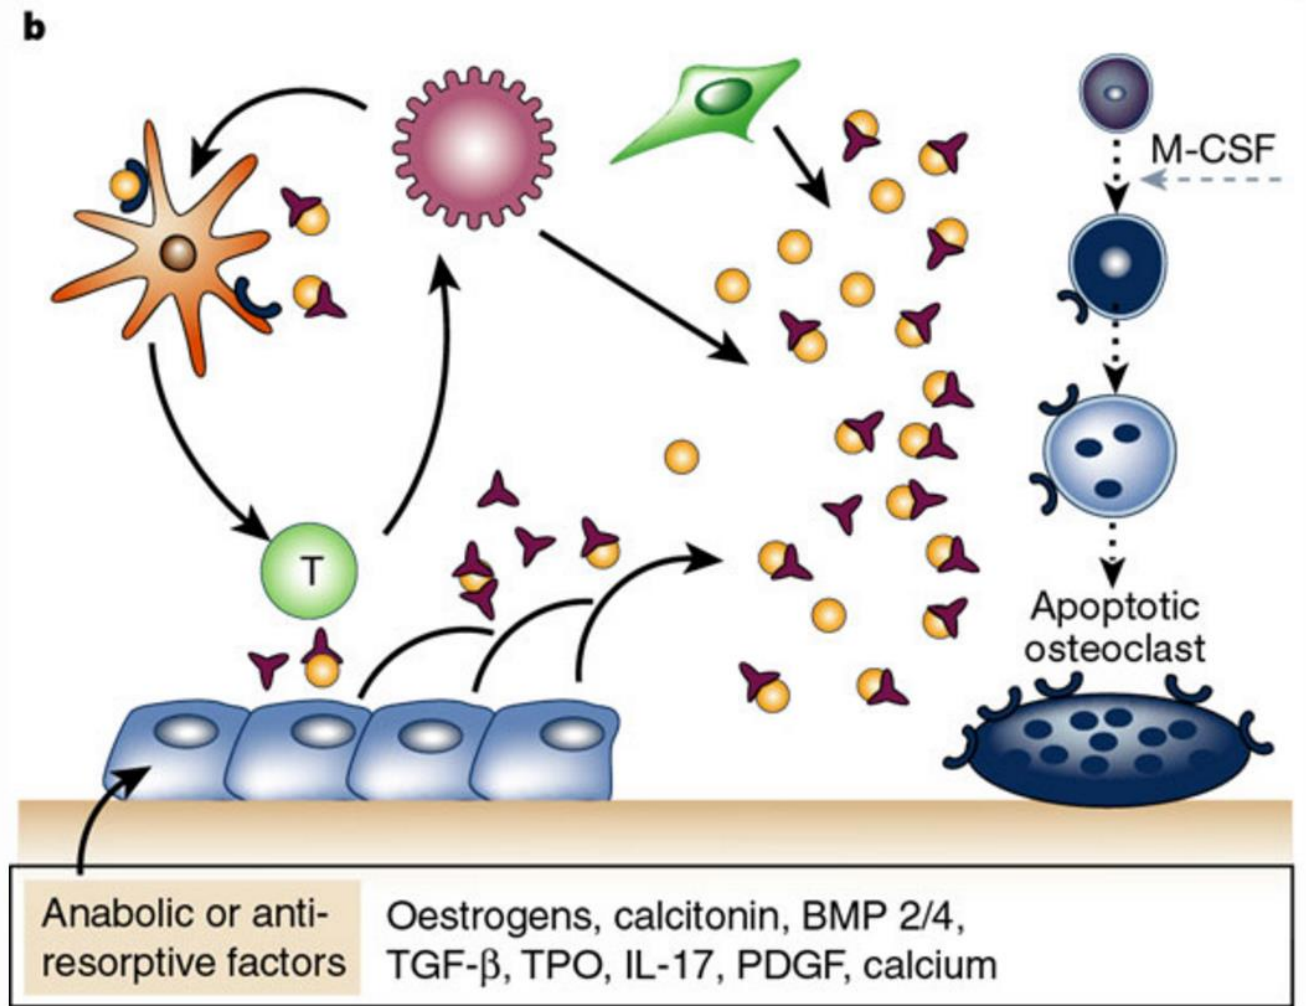 b
M-CSF
T
Apoptotic
osteoclast
Anabolic or anti-
resorptive factors
Oestrogens, calcitonin, BMP 2/4,
TGF-β, TPO, IL-17, PDGF, calcium